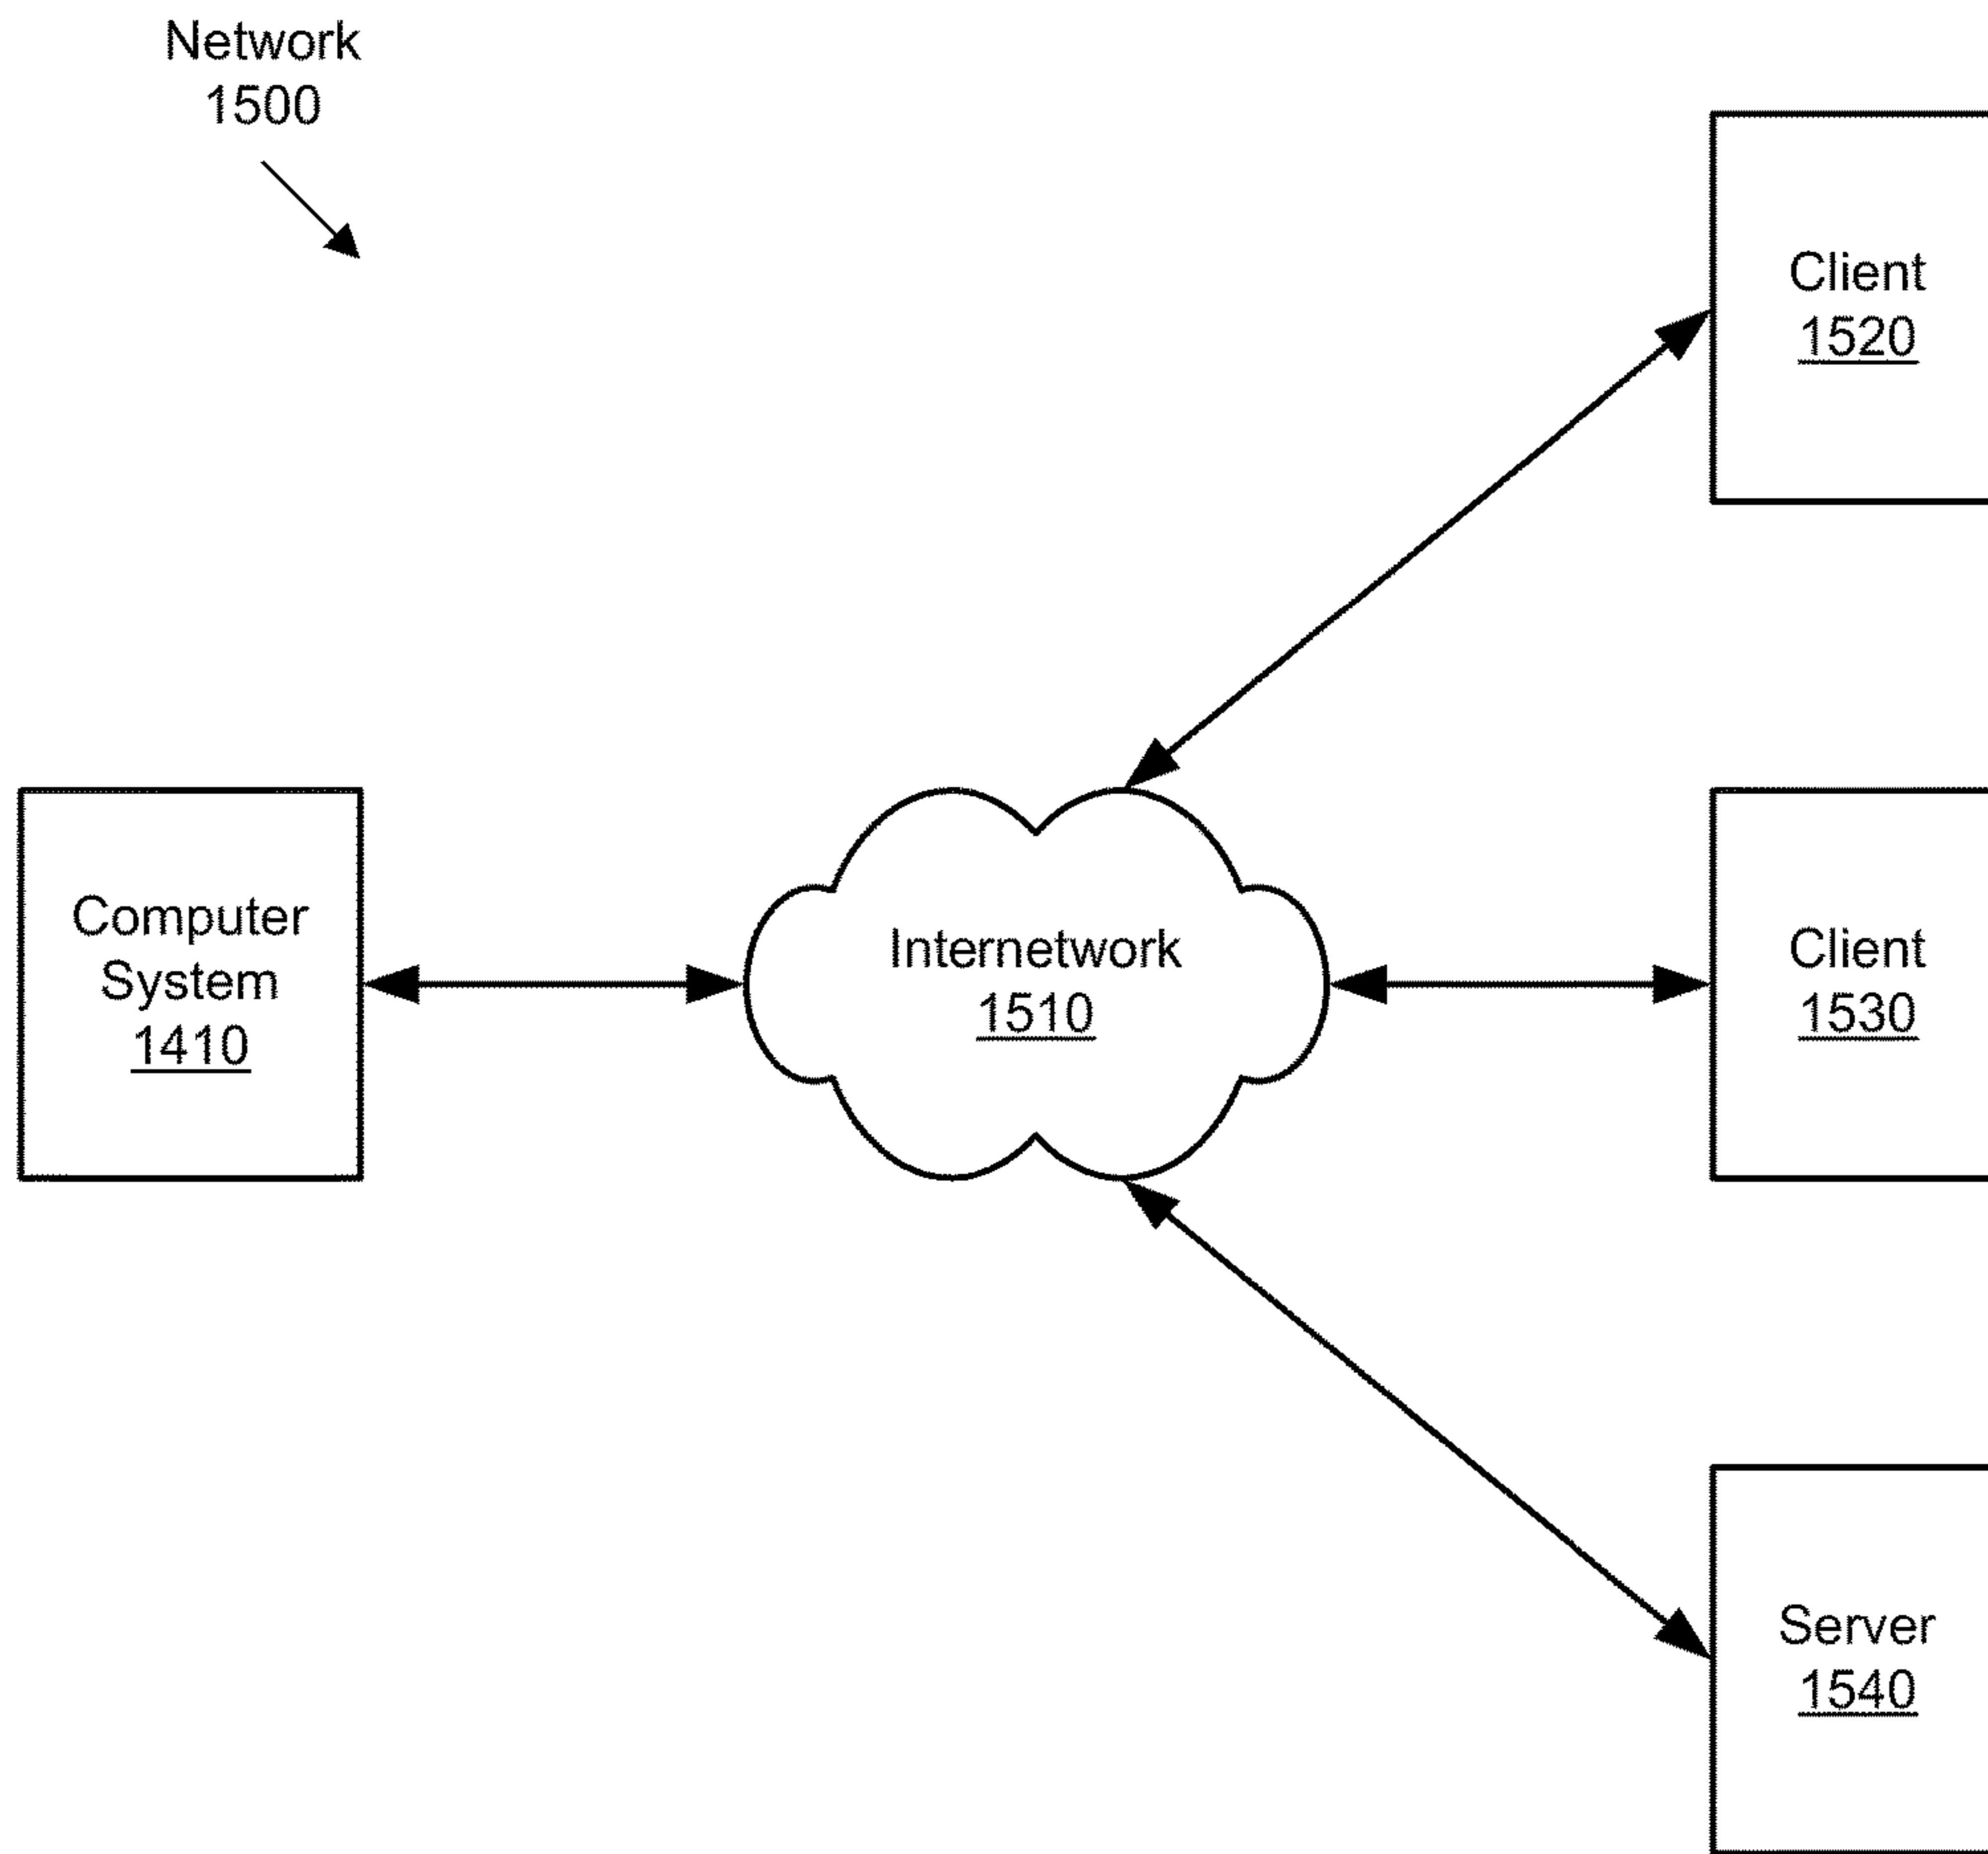 Network
1500
Client
1520
Computer
System
1410
Internetwork
1510
Client
1530
Server
1540